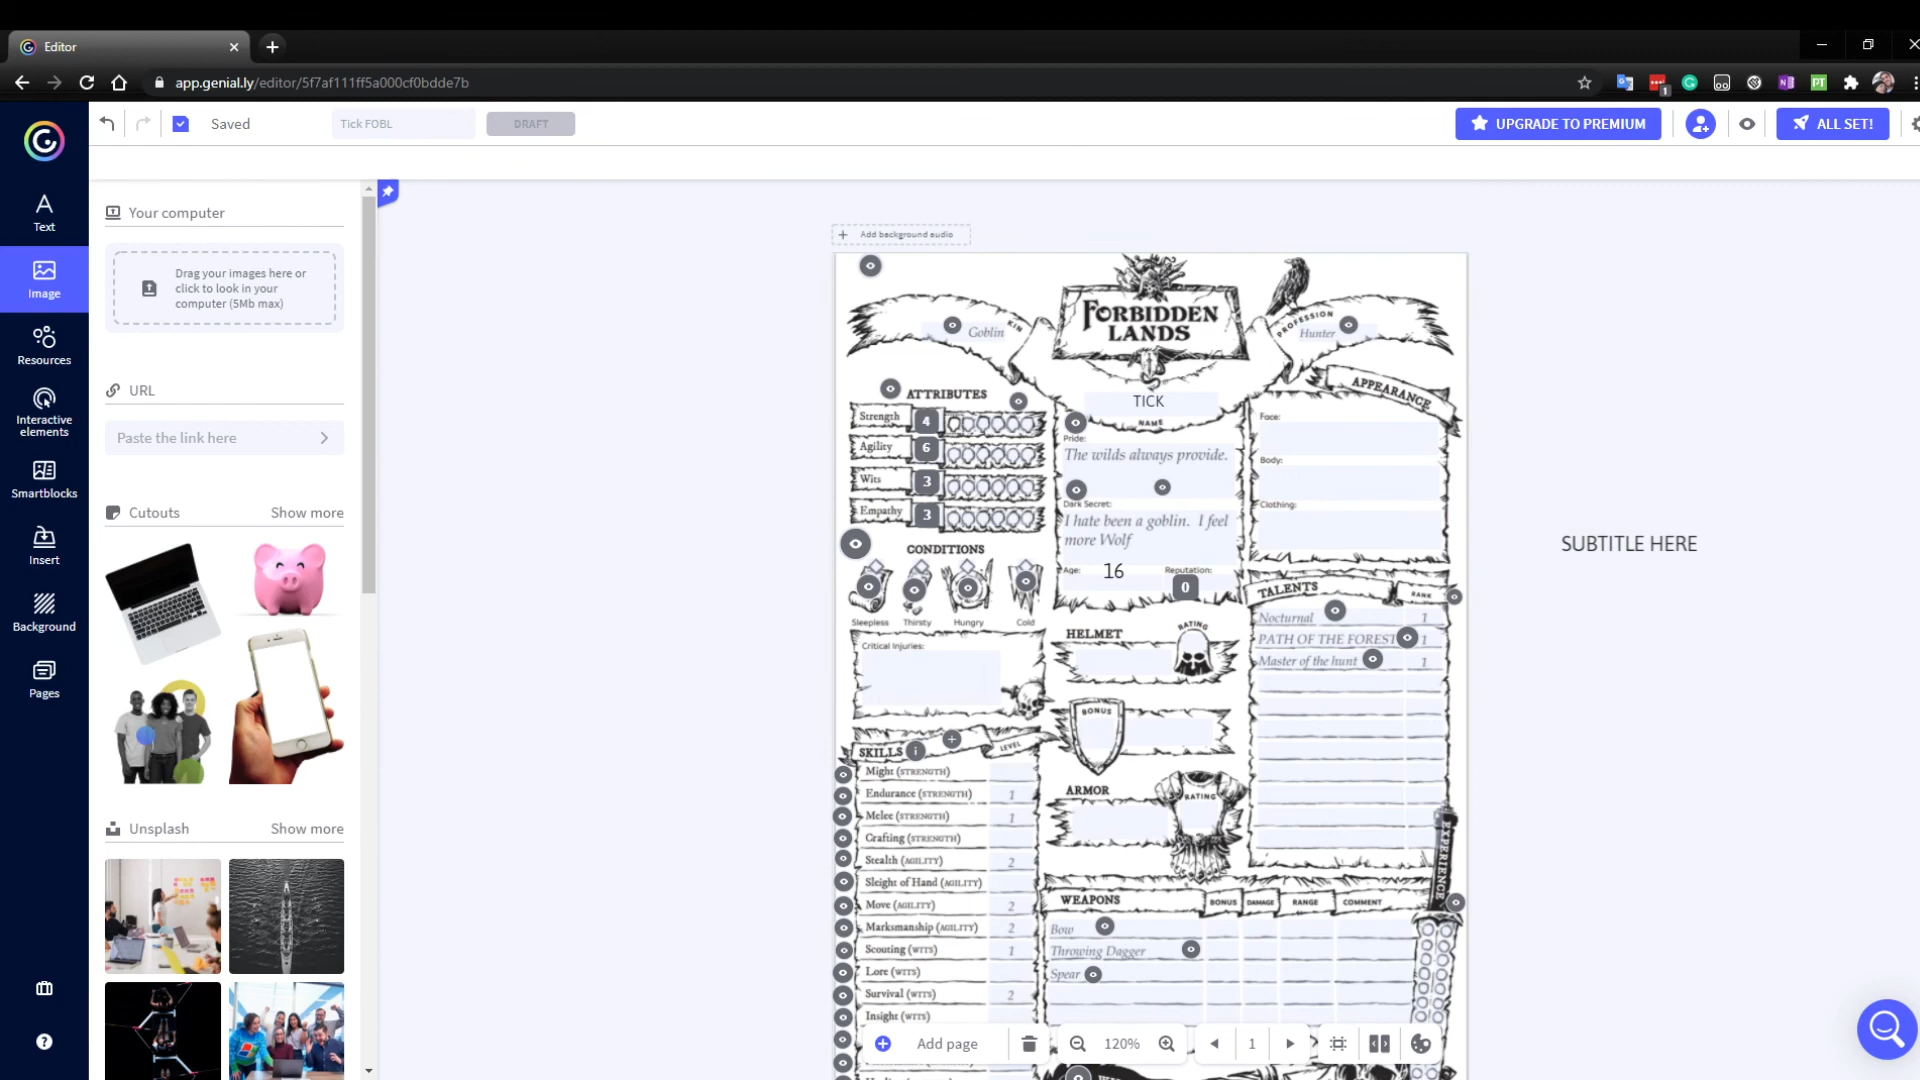 Editor
app.genial.ly/editor/5f7af111ff5a000cf0bdde7b
Saved
Tick FOBL
DRAFT
UPGRADE TO PREMIUM
ALL SET!
Text
Image
Resources
Interactive
elements
Smartblocks
Insert
Background
Pages
Your computer
Drag your images here or
click to look in your
computer (5Mb max)
URL
Paste the link here
Cutouts
Show more
Unsplash
Show more
Add background audio
FORBIDDEN
LANDS
Goblin
KIN
PROFESSION
Hunter
ATTRIBUTES
Strength
4
Agility
6
Wits
3
Empathy
3
TICK
NAME
Pride:
The wilds always provide.
Dark Secret:
I hate been a goblin. I feel
more Wolf
Age:
16
Reputation:
0
APPEARANCE
Face:
Body:
Clothing:
SUBTITLE HERE
CONDITIONS
Sleepless
Thirsty
Hungry
Cold
Critical Injuries:
HELMET
RATING
BONUS
ARMOR
RATING
TALENTS
RANK
Nocturnal 1
PATH OF THE FOREST 1
Master of the hunt 1
SKILLS
LEVEL
Might (STRENGTH)
Endurance (STRENGTH) 1
Melee (STRENGTH) 1
Crafting (STRENGTH)
Stealth (AGILITY) 2
Sleight of Hand (AGILITY)
Move (AGILITY) 2
Marksmanship (AGILITY) 2
Scouting (WITS) 1
Lore (WITS)
Survival (WITS) 2
Insight (WITS)
EXPERIENCE
WEAPONS
BONUS
DAMAGE
RANGE
COMMENT
Bow
Throwing Dagger
Spear
Add page
120%
1